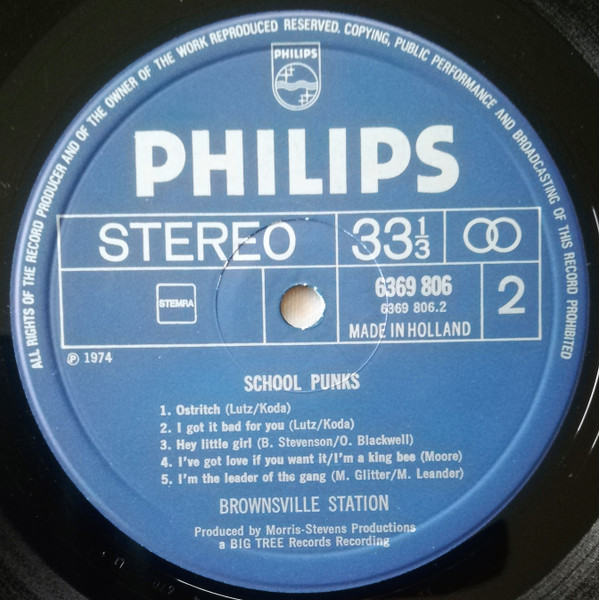 ALL RIGHTS OF THE RECORD PRODUCER AND OF THE OWNER OF THE WORK REPRODUCED RESERVED. COPYING, PUBLIC PERFORMANCE AND BROADCASTING OF THIS RECORD PROHIBITED
PHILIPS
PHILIPS
STEREO 33 1/3
STEMRA 6369 806 2
6369 806.2
MADE IN HOLLAND
℗ 1974
SCHOOL PUNKS
1. Ostritch (Lutz/Koda)
2. I got it bad for you (Lutz/Koda)
3. Hey little girl (B. Stevenson/O. Blackwell)
4. I've got love if you want it/I'm a king bee (Moore)
5. I'm the leader of the gang (M. Glitter/M. Leander)
BROWNSVILLE STATION
Produced by Morris-Stevens Productions
a BIG TREE Records Recording